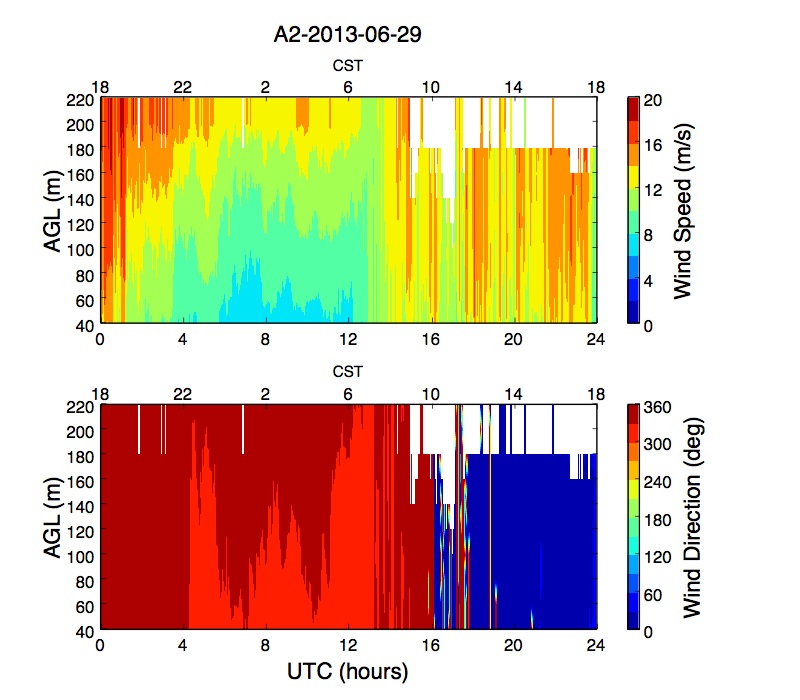 A2-2013-06-29
CST
18 22 2 6 10 14 18
220
200
180
160
140
120
100
80
60
40
AGL (m)
0 4 8 12 16 20 24
20
16
12
8
4
0
Wind Speed (m/s)
CST
18 22 2 6 10 14 18
220
200
180
160
140
120
100
80
60
40
AGL (m)
0 4 8 12 16 20 24
UTC (hours)
360
300
240
180
120
60
0
Wind Direction (deg)